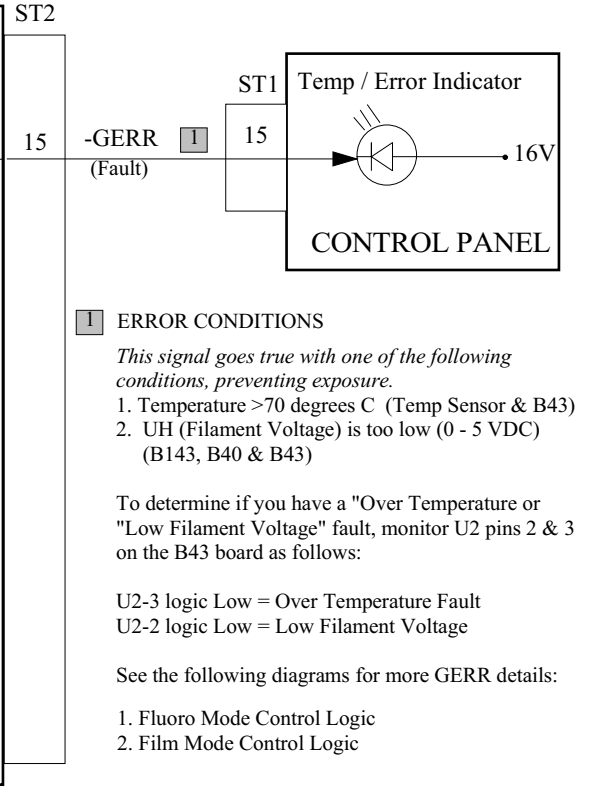 ST2
ST1
Temp / Error Indicator
15
-GERR
1
15
16V
(Fault)
CONTROL PANEL
1 ERROR CONDITIONS
This signal goes true with one of the following
conditions, preventing exposure.
1. Temperature >70 degrees C (Temp Sensor & B43)
2. UH (Filament Voltage) is too low (0 - 5 VDC)
(B143, B40 & B43)
To determine if you have a "Over Temperature or
"Low Filament Voltage" fault, monitor U2 pins 2 & 3
on the B43 board as follows:
U2-3 logic Low = Over Temperature Fault
U2-2 logic Low = Low Filament Voltage
See the following diagrams for more GERR details:
1. Fluoro Mode Control Logic
2. Film Mode Control Logic